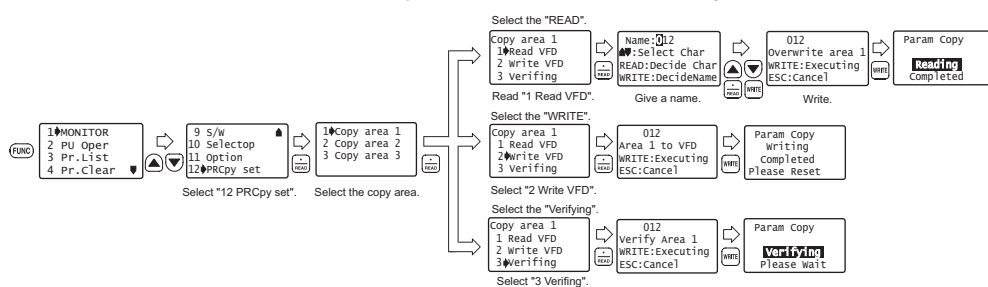 FUNC
1 MONITOR
2 PU Oper
3 Pr.List
4 Pr.Clear
9 S/W
10 Selectop
11 Option
12 PRCpy set
READ
Select "12 PRCpy set".
1 Copy area 1
2 Copy area 2
3 Copy area 3
READ
Select the copy area.
Select the "READ".
Copy area 1
1 Read VFD
2 Write VFD
3 Verifing
READ
Read "1 Read VFD".
Name:012
:Select Char
READ:Decide Char
WRITE:DecideName
READ
WRITE
Give a name.
012
Overwrite area 1
WRITE:Executing
ESC:Cancel
WRITE
Write.
Param Copy
Reading
Completed
Select the "WRITE".
Copy area 1
1 Read VFD
2 Write VFD
3 Verifing
READ
Select "2 Write VFD".
012
Area 1 to VFD
WRITE:Executing
ESC:Cancel
WRITE
Param Copy
Writing
Completed
Please Reset
Select the "Verifying".
Copy area 1
1 Read VFD
2 Write VFD
3 Verifing
READ
Select "3 Verifing".
012
Verify Area 1
WRITE:Executing
ESC:Cancel
WRITE
Param Copy
Verifying
Please Wait